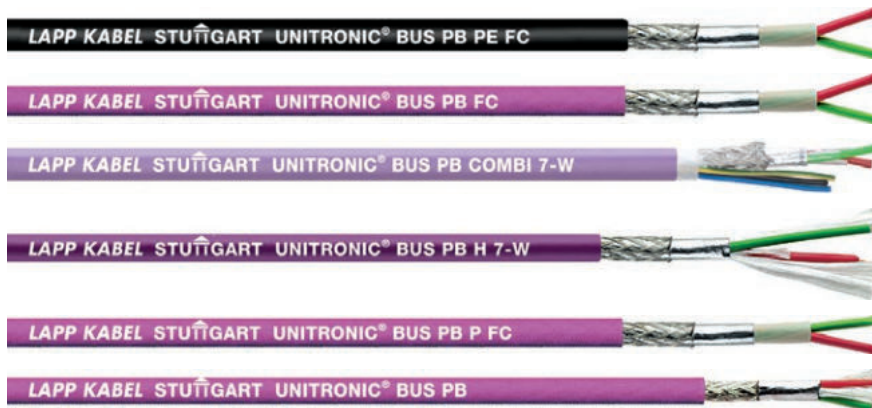 LAPP KABEL STUTTGART UNITRONIC® BUS PB PE FC
LAPP KABEL STUTTGART UNITRONIC® BUS PB FC
LAPP KABEL STUTTGART UNITRONIC® BUS PB COMBI 7-W
LAPP KABEL STUTTGART UNITRONIC® BUS PB H 7-W
LAPP KABEL STUTTGART UNITRONIC® BUS PB P FC
LAPP KABEL STUTTGART UNITRONIC® BUS PB